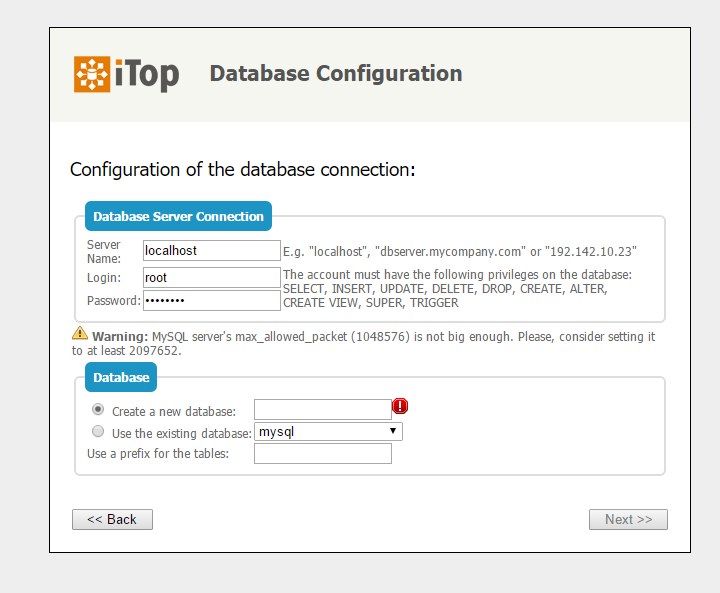 iTop
Database Configuration
Configuration of the database connection:
Database Server Connection
Server
Name:
localhost
E.g. "localhost", "dbserver.mycompany.com" or "192.142.10.23"
Login:
root
The account must have the following privileges on the database:
SELECT, INSERT, UPDATE, DELETE, DROP, CREATE, ALTER,
CREATE VIEW, SUPER, TRIGGER
Password:
••••••••
Warning: MySQL server's max_allowed_packet (1048576) is not big enough. Please, consider setting it
to at least 2097652.
Database
Create a new database:
Use the existing database:
mysql
Use a prefix for the tables:
<< Back
Next >>